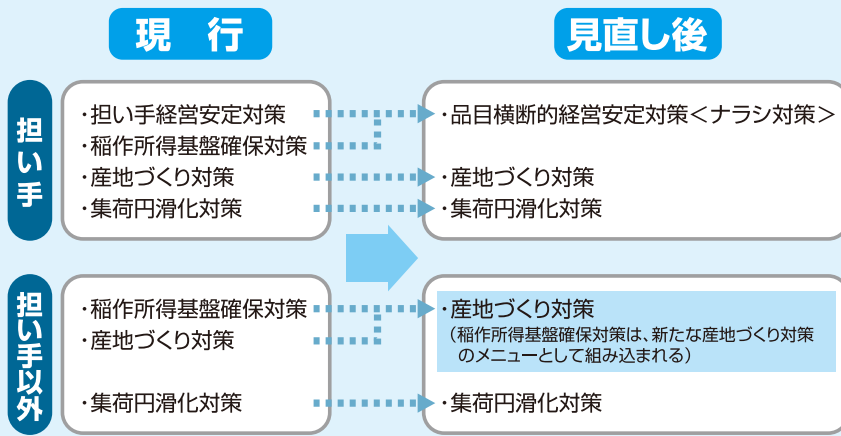 現 行
見直し後
担い手
・担い手経営安定対策
・稲作所得基盤確保対策
・産地づくり対策
・集荷円滑化対策
・品目横断的経営安定対策＜ナラシ対策＞
・産地づくり対策
・集荷円滑化対策
担い手以外
・稲作所得基盤確保対策
・産地づくり対策
・集荷円滑化対策
・産地づくり対策
（稲作所得基盤確保対策は、新たな産地づくり対策
のメニューとして組み込まれる）
・集荷円滑化対策